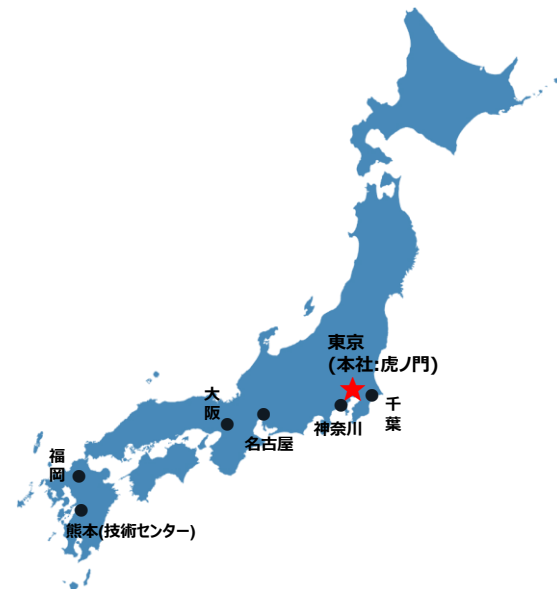 東京
(本社:虎ノ門)
大阪
千葉
神奈川
名古屋
福岡
熊本(技術センター)